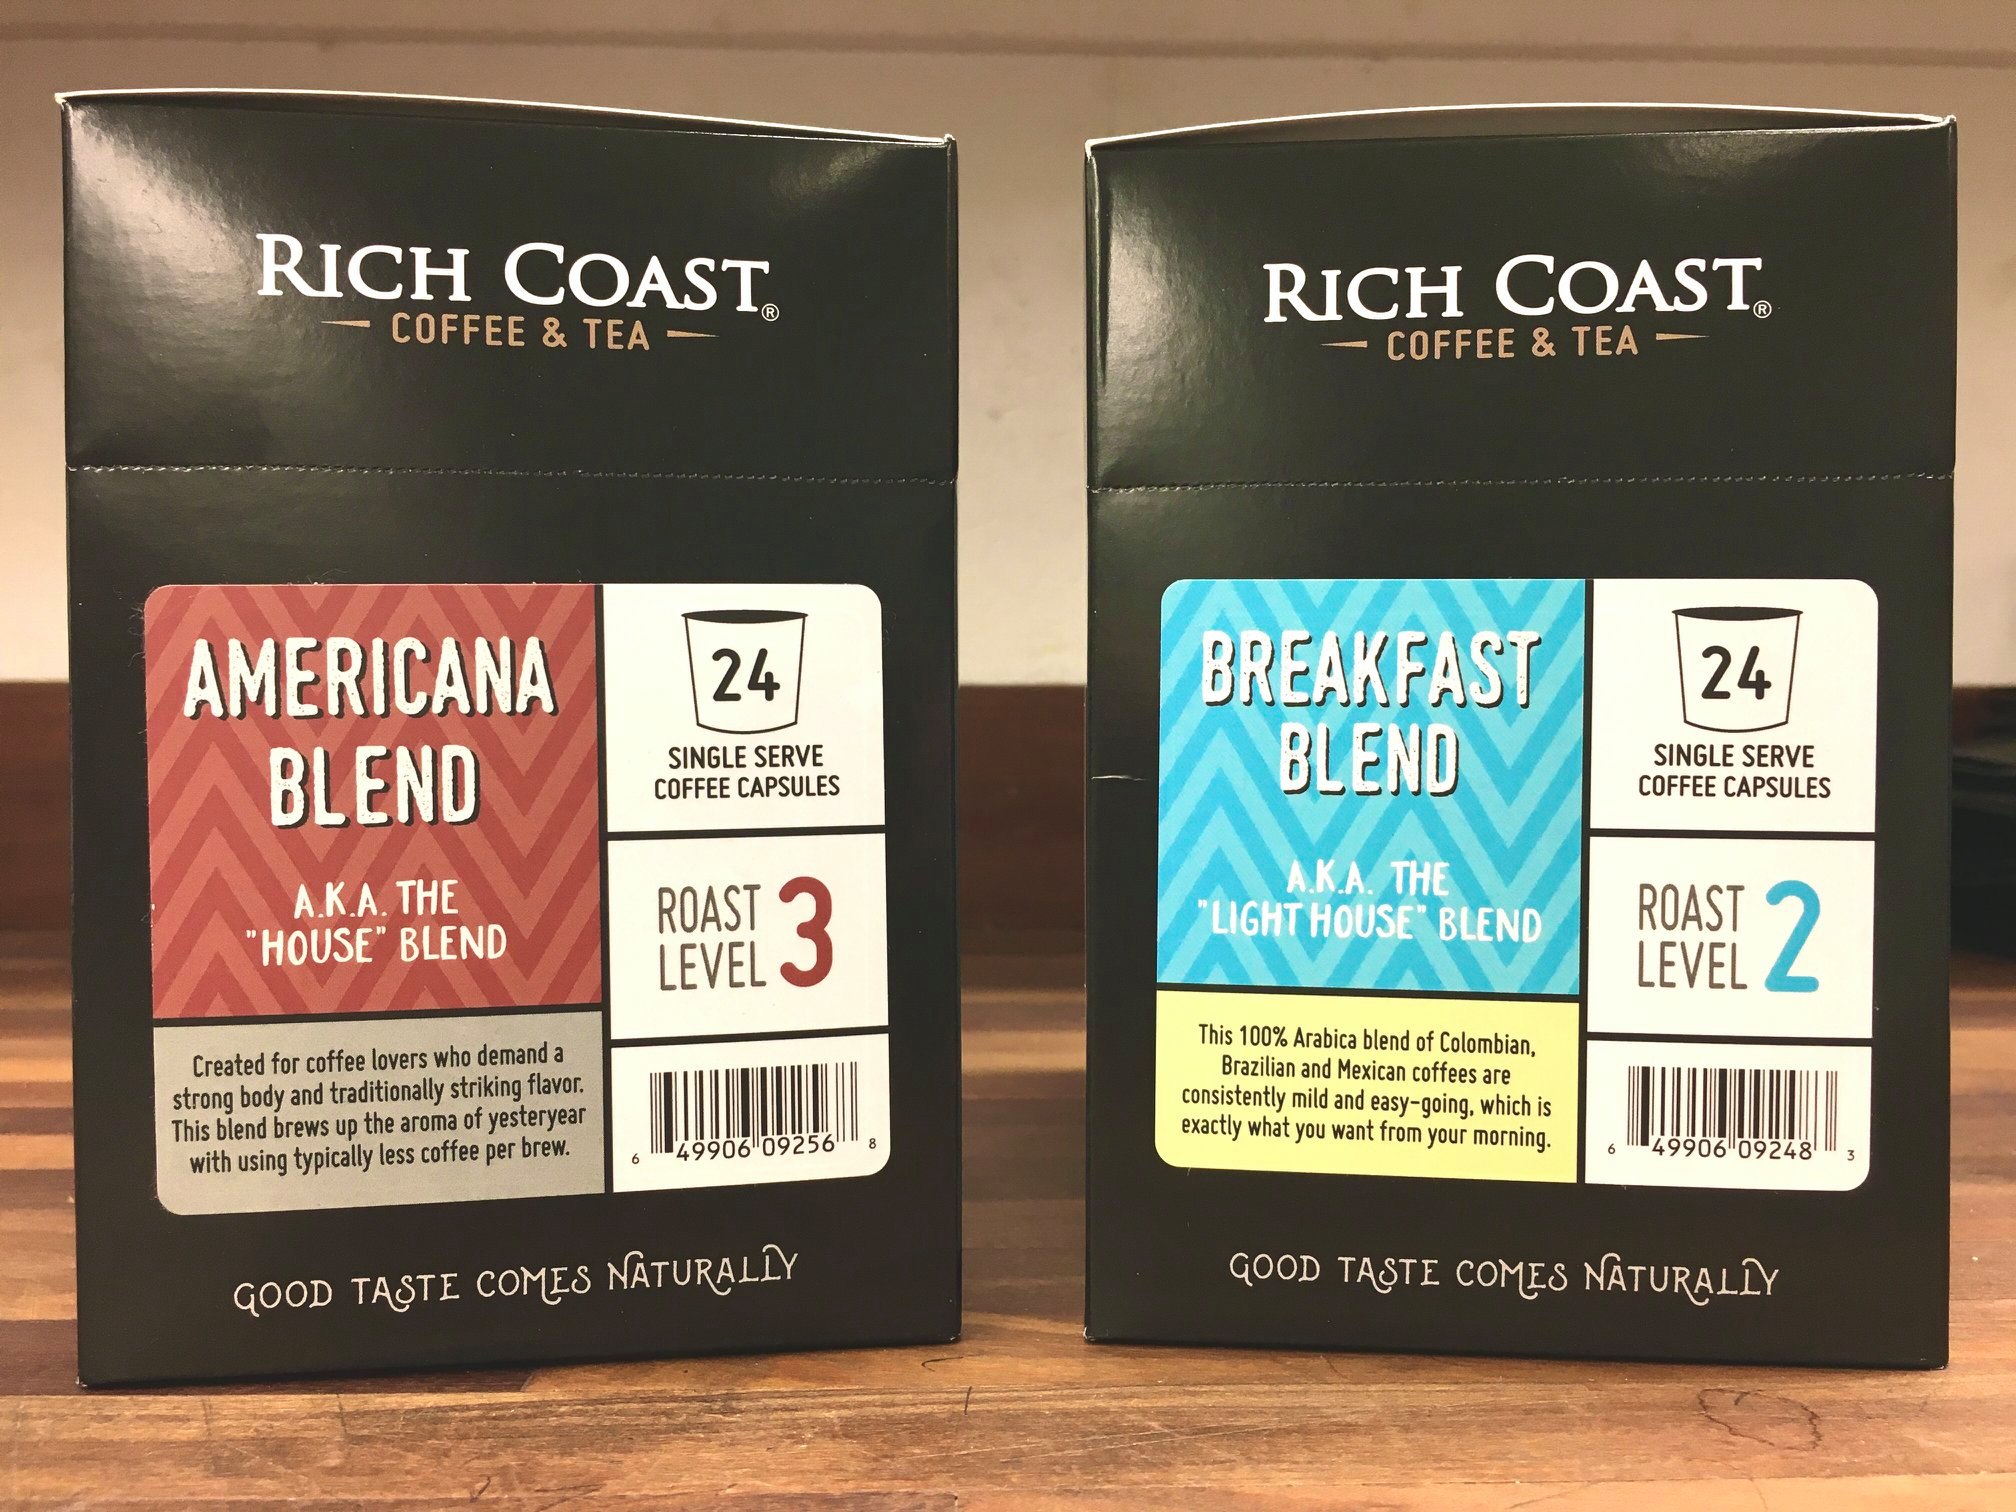 RICH COAST®
COFFEE & TEA
AMERICANA
BLEND
A.K.A. THE
"HOUSE" BLEND
24
SINGLE SERVE
COFFEE CAPSULES
ROAST
LEVEL 3
Created for coffee lovers who demand a
strong body and traditionally striking flavor.
This blend brews up the aroma of yesteryear
with using typically less coffee per brew.
6 49906 09256 8
GOOD TASTE COMES NATURALLY
RICH COAST®
COFFEE & TEA
BREAKFAST
BLEND
A.K.A. THE
"LIGHT HOUSE" BLEND
24
SINGLE SERVE
COFFEE CAPSULES
ROAST
LEVEL 2
This 100% Arabica blend of Colombian,
Brazilian and Mexican coffees are
consistently mild and easy-going, which is
exactly what you want from your morning.
6 49906 09248 3
GOOD TASTE COMES NATURALLY